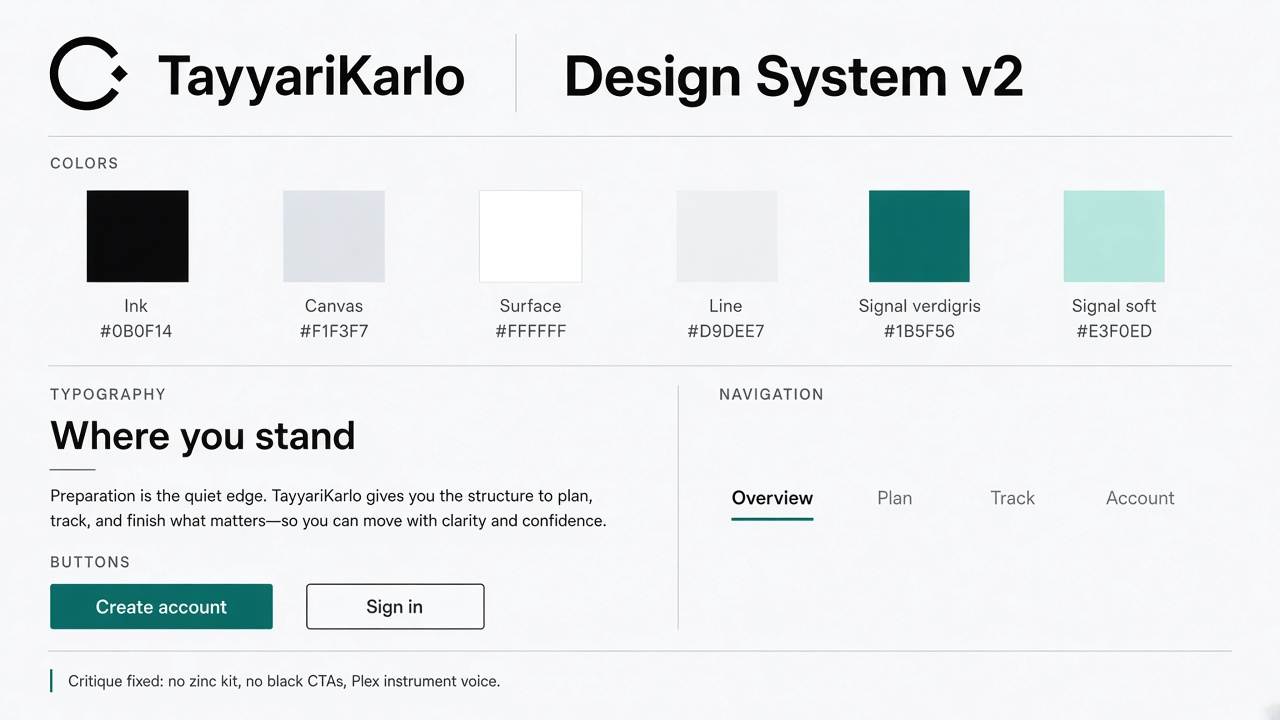 TayyariKarlo
Design System v2
COLORS
Ink
#0B0F14
Canvas
#F1F3F7
Surface
#FFFFFF
Line
#D9DEE7
Signal verdigris
#1B5F56
Signal soft
#E3F0ED
TYPOGRAPHY
Where you stand
Preparation is the quiet edge. TayyariKarlo gives you the structure to plan,
track, and finish what matters—so you can move with clarity and confidence.
BUTTONS
Create account
Sign in
NAVIGATION
Overview
Plan
Track
Account
Critique fixed: no zinc kit, no black CTAs, Plex instrument voice.